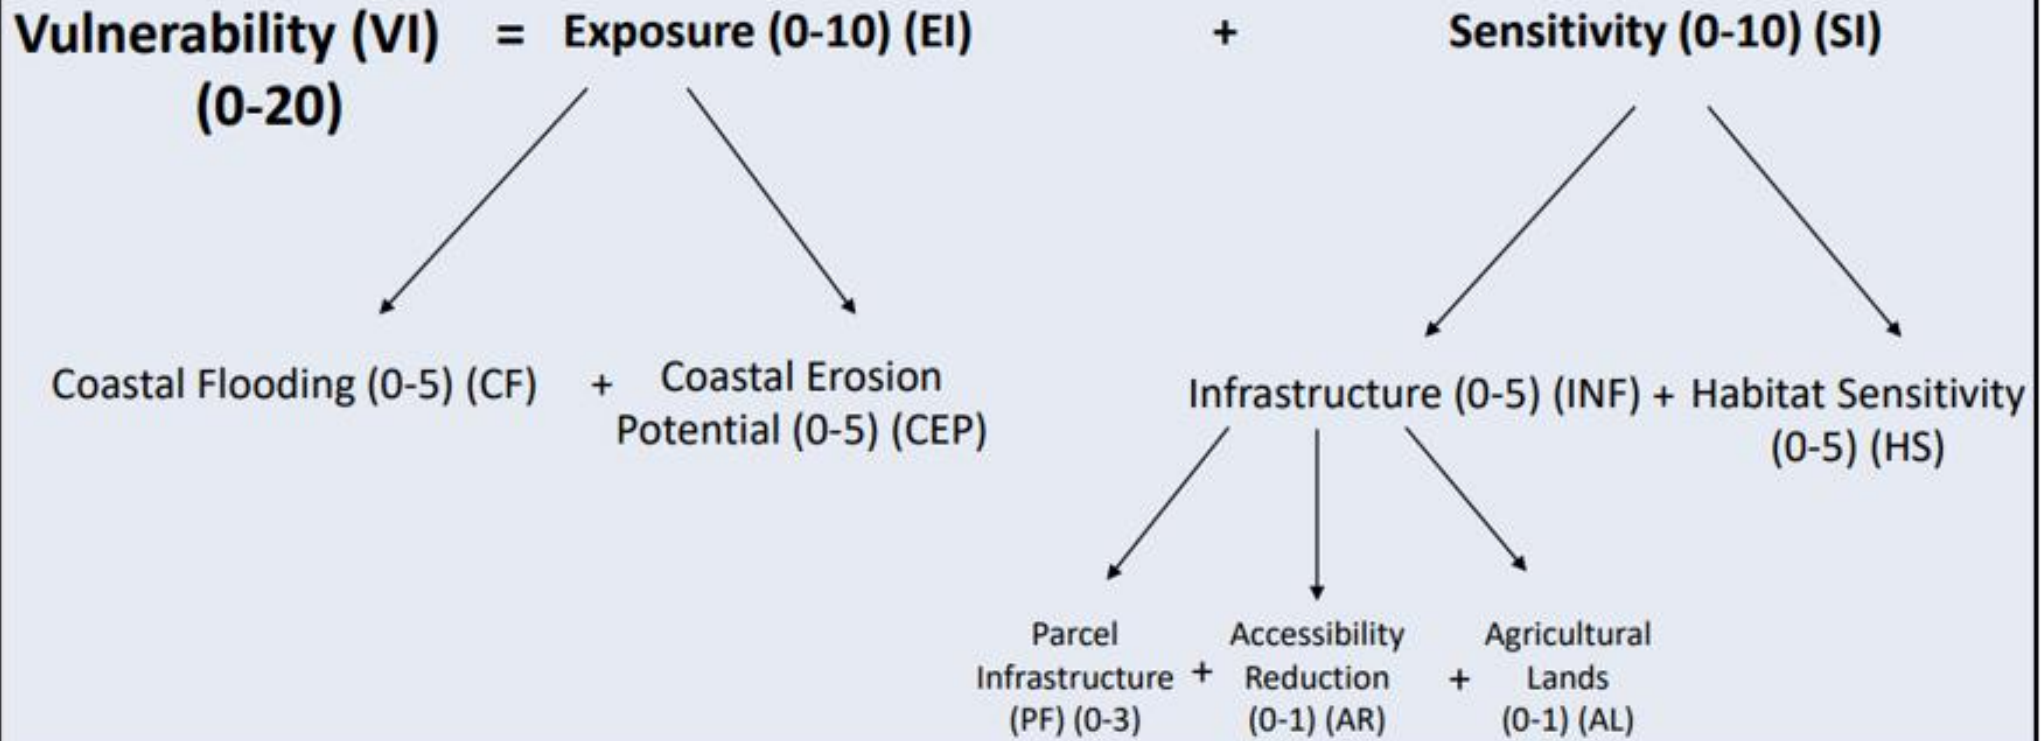 Vulnerability (VI) = Exposure (0-10) (EI) + Sensitivity (0-10) (SI)
(0-20)
Coastal Flooding (0-5) (CF) + Coastal Erosion
Potential (0-5) (CEP)
Infrastructure (0-5) (INF) + Habitat Sensitivity
(0-5) (HS)
Parcel
Infrastructure
(PF) (0-3)
+
Accessibility
Reduction
(0-1) (AR)
+
Agricultural
Lands
(0-1) (AL)